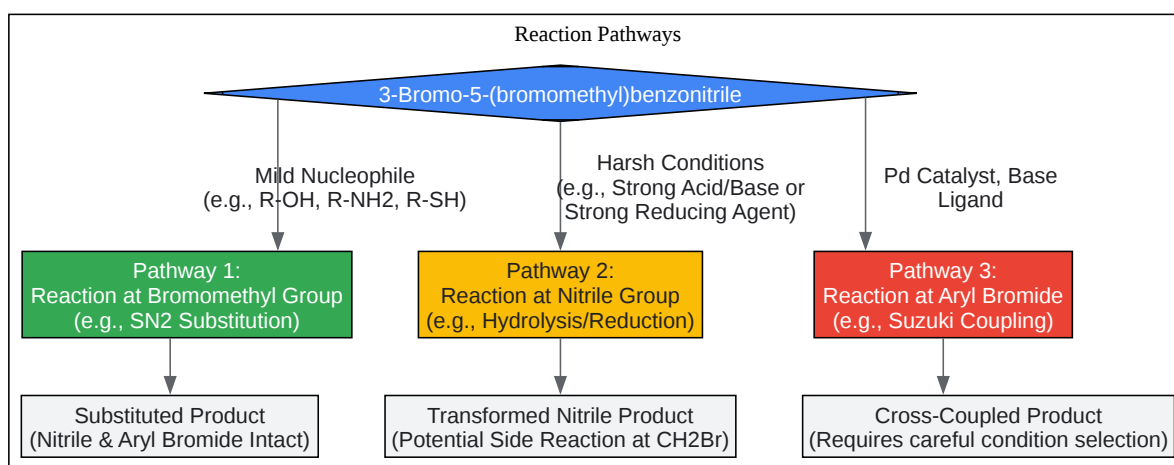 Reaction Pathways
3-Bromo-5-(bromomethyl)benzonitrile
Mild Nucleophile
(e.g., R-OH, R-NH2, R-SH)
Harsh Conditions
(e.g., Strong Acid/Base or
Strong Reducing Agent)
Pd Catalyst, Base
Ligand
Pathway 1:
Reaction at Bromomethyl Group
(e.g., SN2 Substitution)
Pathway 2:
Reaction at Nitrile Group
(e.g., Hydrolysis/Reduction)
Pathway 3:
Reaction at Aryl Bromide
(e.g., Suzuki Coupling)
Substituted Product
(Nitrile & Aryl Bromide Intact)
Transformed Nitrile Product
(Potential Side Reaction at CH2Br)
Cross-Coupled Product
(Requires careful condition selection)